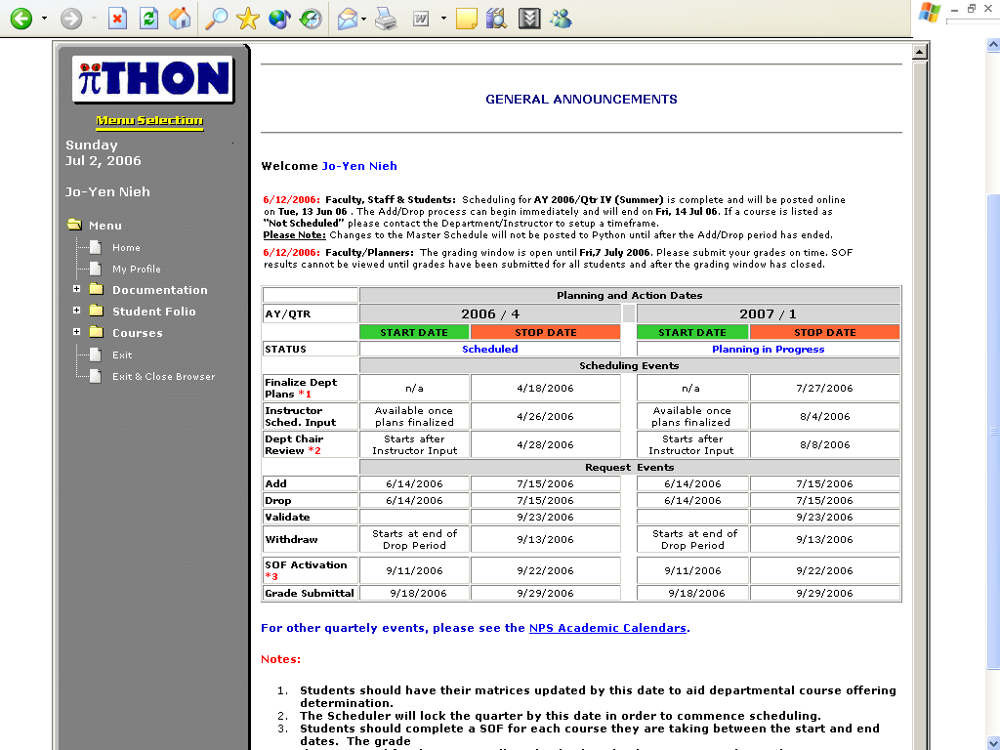 πTHON
Menu Selection
Sunday
Jul 2, 2006
Jo-Yen Nieh
Menu
Home
My Profile
Documentation
Student Folio
Courses
Exit
Exit & Close Browser
GENERAL ANNOUNCEMENTS
Welcome Jo-Yen Nieh
6/12/2006: Faculty, Staff & Students: Scheduling for AY 2006/Qtr IV (Summer) is complete and will be posted online
on Tue, 13 Jun 06 . The Add/Drop process can begin immediately and will end on Fri, 14 Jul 06. If a course is listed as
"Not Scheduled" please contact the Department/Instructor to setup a timeframe.
Please Note: Changes to the Master Schedule will not be posted to Python until after the Add/Drop period has ended.
6/12/2006: Faculty/Planners: The grading window is open until Fri,7 July 2006. Please submit your grades on time. SOF
results cannot be viewed until grades have been submitted for all students and after the grading window has closed.
Planning and Action Dates
AY/QTR 2006 / 4 2007 / 1
START DATE STOP DATE START DATE STOP DATE
STATUS Scheduled Planning in Progress
Scheduling Events
Finalize Dept
Plans *1 n/a 4/18/2006 n/a 7/27/2006
Instructor
Sched. Input Available once
plans finalized 4/26/2006 Available once
plans finalized 8/4/2006
Dept Chair
Review *2 Starts after
Instructor Input 4/28/2006 Starts after
Instructor Input 8/8/2006
Request Events
Add 6/14/2006 7/15/2006 6/14/2006 7/15/2006
Drop 6/14/2006 7/15/2006 6/14/2006 7/15/2006
Validate 9/23/2006 9/23/2006
Withdraw Starts at end of
Drop Period 9/13/2006 Starts at end of
Drop Period 9/13/2006
SOF Activation
*3 9/11/2006 9/22/2006 9/11/2006 9/22/2006
Grade Submittal 9/18/2006 9/29/2006 9/18/2006 9/29/2006
For other quartely events, please see the NPS Academic Calendars.
Notes:
1. Students should have their matrices updated by this date to aid departmental course offering
determination.
2. The Scheduler will lock the quarter by this date in order to commence scheduling.
3. Students should complete a SOF for each course they are taking between the start and end
dates. The grade